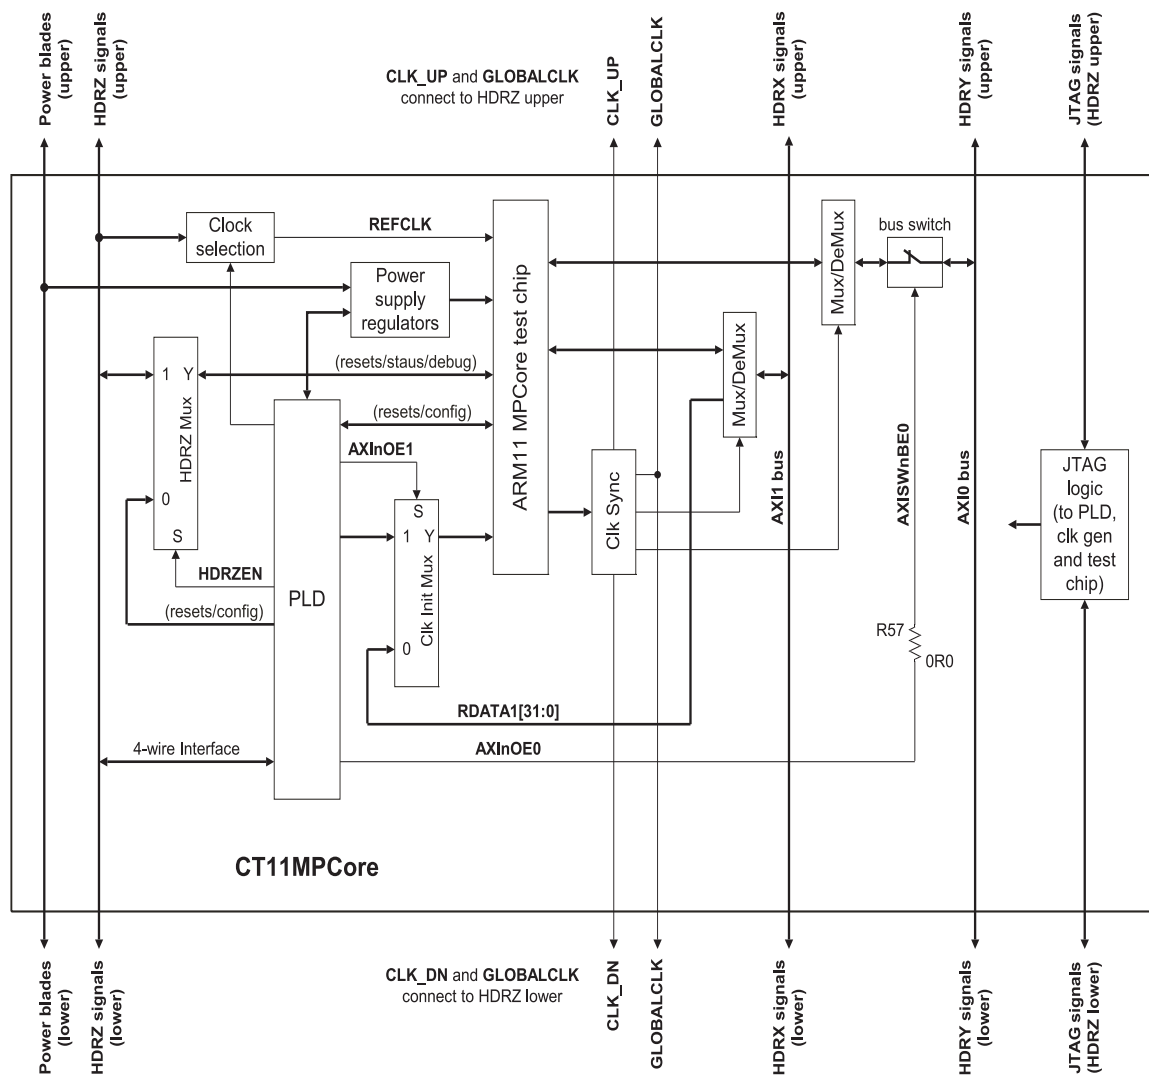 Power blades
(upper)
HDRZ signals
(upper)
CLK_UP and GLOBALCLK
connect to HDRZ upper
CLK_UP
GLOBALCLK
HDRX signals
(upper)
HDRY signals
(upper)
JTAG signals
(HDRZ upper)
Clock
selection
REFCLK
Power
supply
regulators
ARM11 MPCore test chip
Mux/DeMux
bus switch
Mux/DeMux
1 Y
HDRZ Mux
0
S
(resets/staus/debug)
(resets/config)
AXInOE1
S
1 Y
Clk Init Mux
0
Clk Sync
AXI1 bus
AXISWnBE0
AXI0 bus
JTAG
logic
(to PLD,
clk gen
and test
chip)
HDRZEN
(resets/config)
PLD
R57
0R0
RDATA1[31:0]
4-wire Interface
AXInOE0
CT11MPCore
Power blades
(lower)
HDRZ signals
(lower)
CLK_DN and GLOBALCLK
connect to HDRZ lower
CLK_DN
GLOBALCLK
HDRX signals
(lower)
HDRY signals
(lower)
JTAG signals
(HDRZ lower)